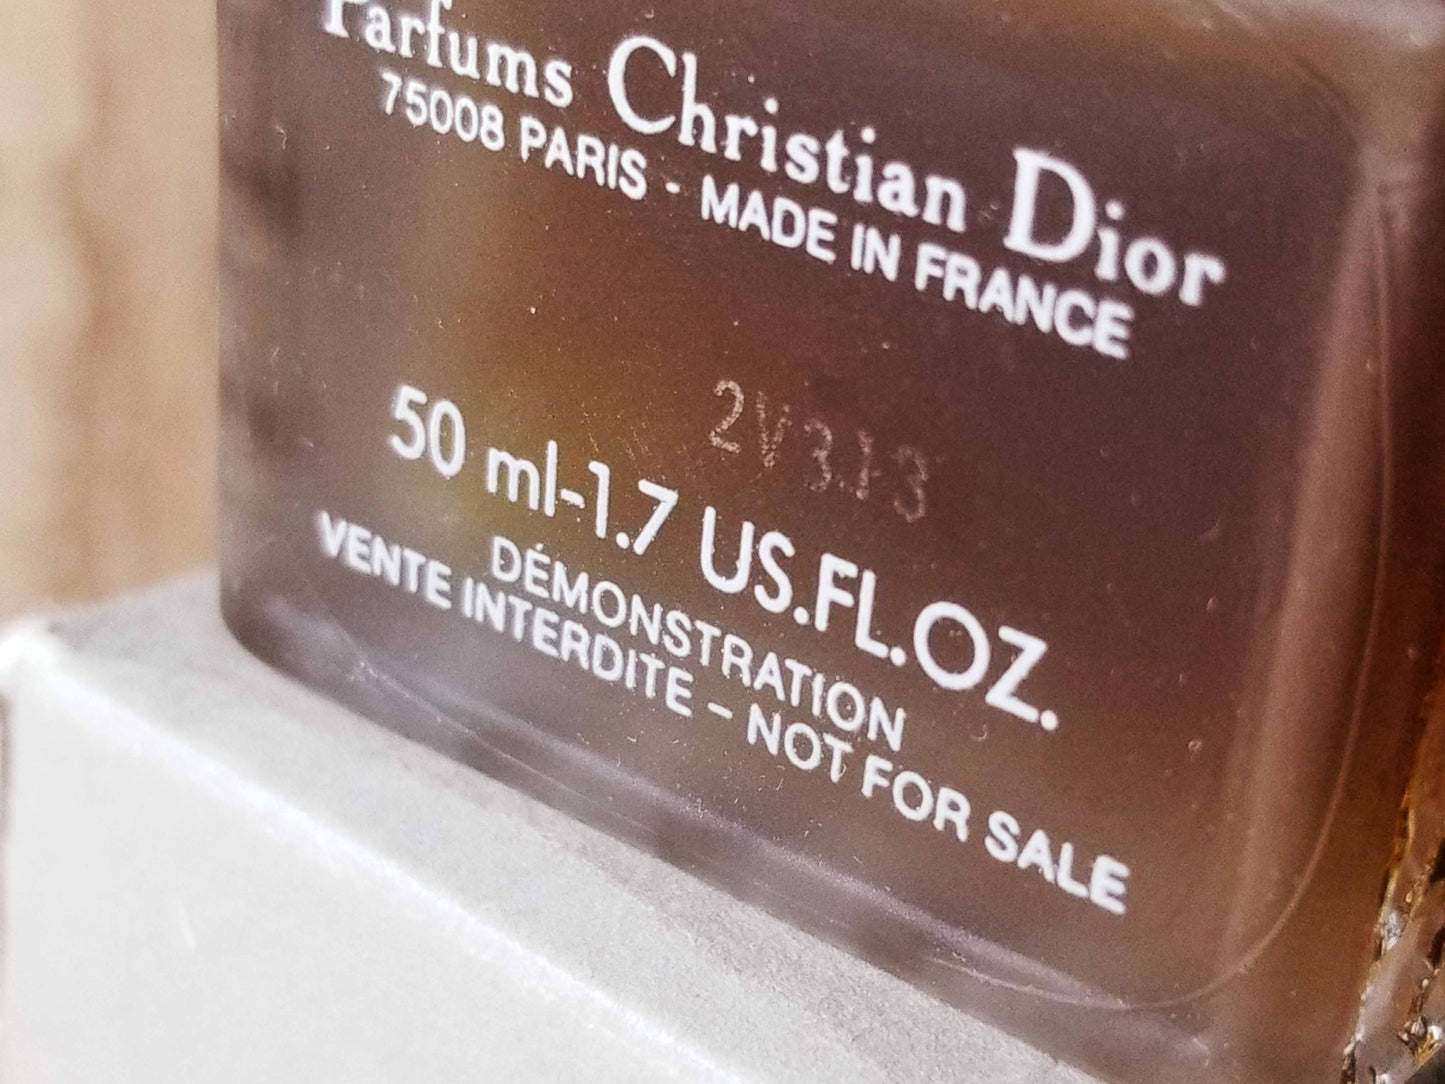 Parfums Christian Dior
75008 PARIS - MADE IN FRANCE
50 ml-1.7 US.FL.OZ.
DÉMONSTRATION
VENTE INTERDITE - NOT FOR SALE